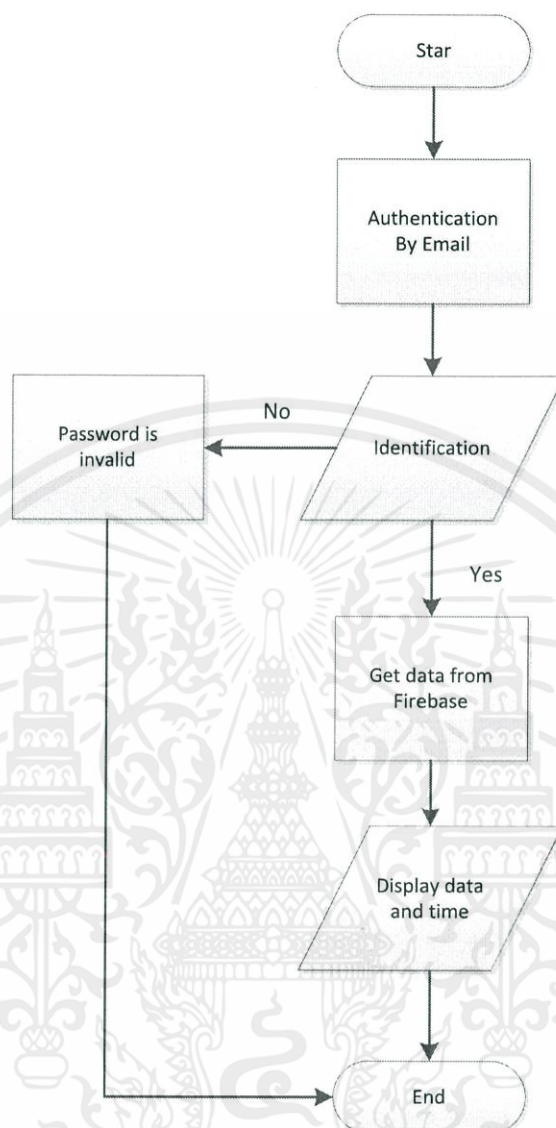 Star
Authentication
By Email
Identification
No
Password is
invalid
Yes
Get data from
Firebase
Display data
and time
End